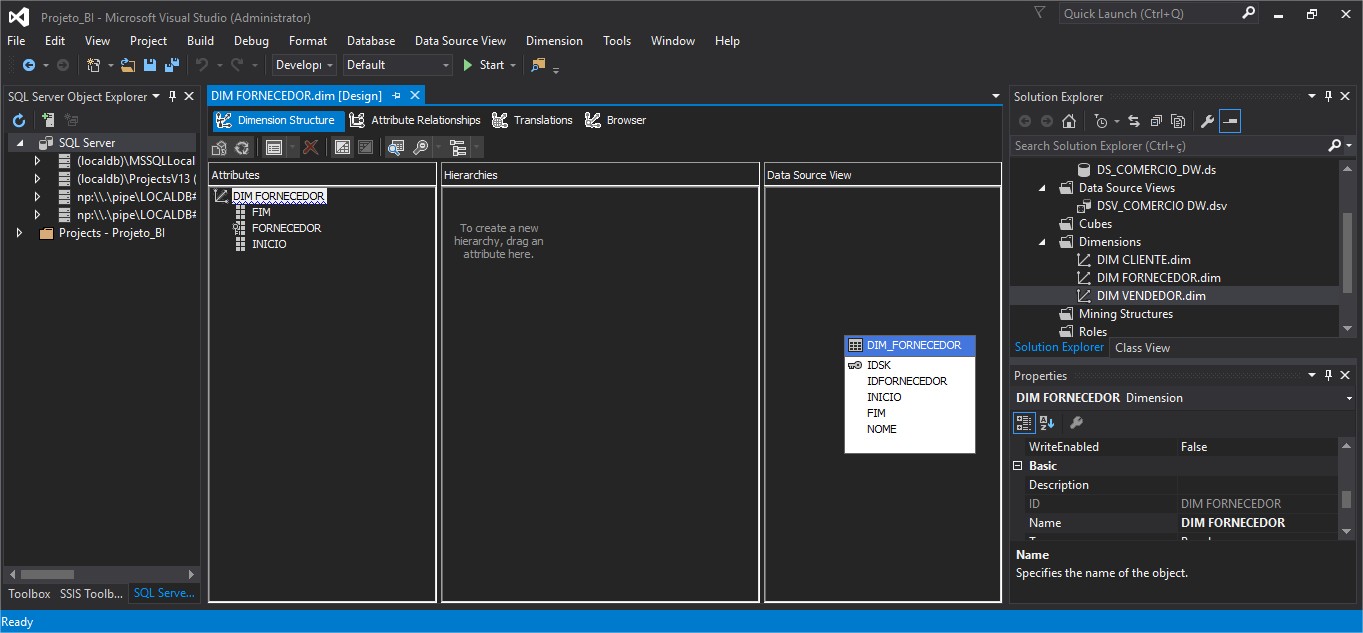 Projeto_BI - Microsoft Visual Studio (Administrator)
Quick Launch (Ctrl+Q)
File Edit View Project Build Debug Format Database Data Source View Dimension Tools Window Help
Develop Default Start
SQL Server Object Explorer
SQL Server
(localdb)\MSSQLLocal
(localdb)\ProjectsV13 (
np:\\.\pipe\LOCALDB#
np:\\.\pipe\LOCALDB#
Projects - Projeto_BI
Toolbox SSIS Toolb... SQL Serve...
DIM FORNECEDOR.dim [Design]
Dimension Structure Attribute Relationships Translations Browser
Attributes
DIM FORNECEDOR
FIM
FORNECEDOR
INICIO
Hierarchies
To create a new
hierarchy, drag an
attribute here.
Data Source View
DIM_FORNECEDOR
IDSK
IDFORNECEDOR
INICIO
FIM
NOME
Solution Explorer
Search Solution Explorer (Ctrl+ç)
DS_COMERCIO_DW.ds
Data Source Views
DSV_COMERCIO DW.dsv
Cubes
Dimensions
DIM CLIENTE.dim
DIM FORNECEDOR.dim
DIM VENDEDOR.dim
Mining Structures
Roles
Solution Explorer Class View
Properties
DIM FORNECEDOR Dimension
WriteEnabled False
Basic
Description
ID DIM FORNECEDOR
Name DIM FORNECEDOR
Name
Specifies the name of the object.
Ready